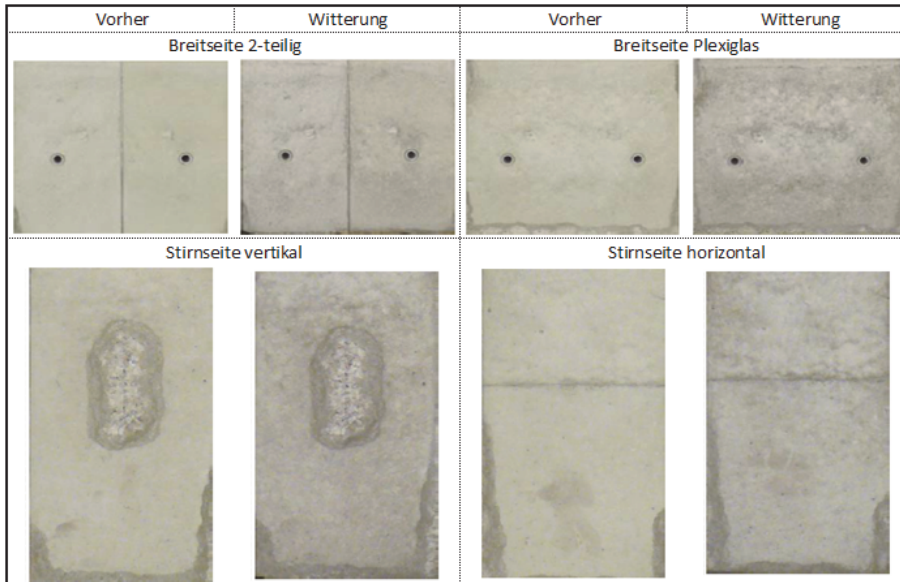 Vorher Witterung Vorher Witterung
Breitseite 2-teilig Breitseite Plexiglas
Stirnseite vertikal Stirnseite horizontal